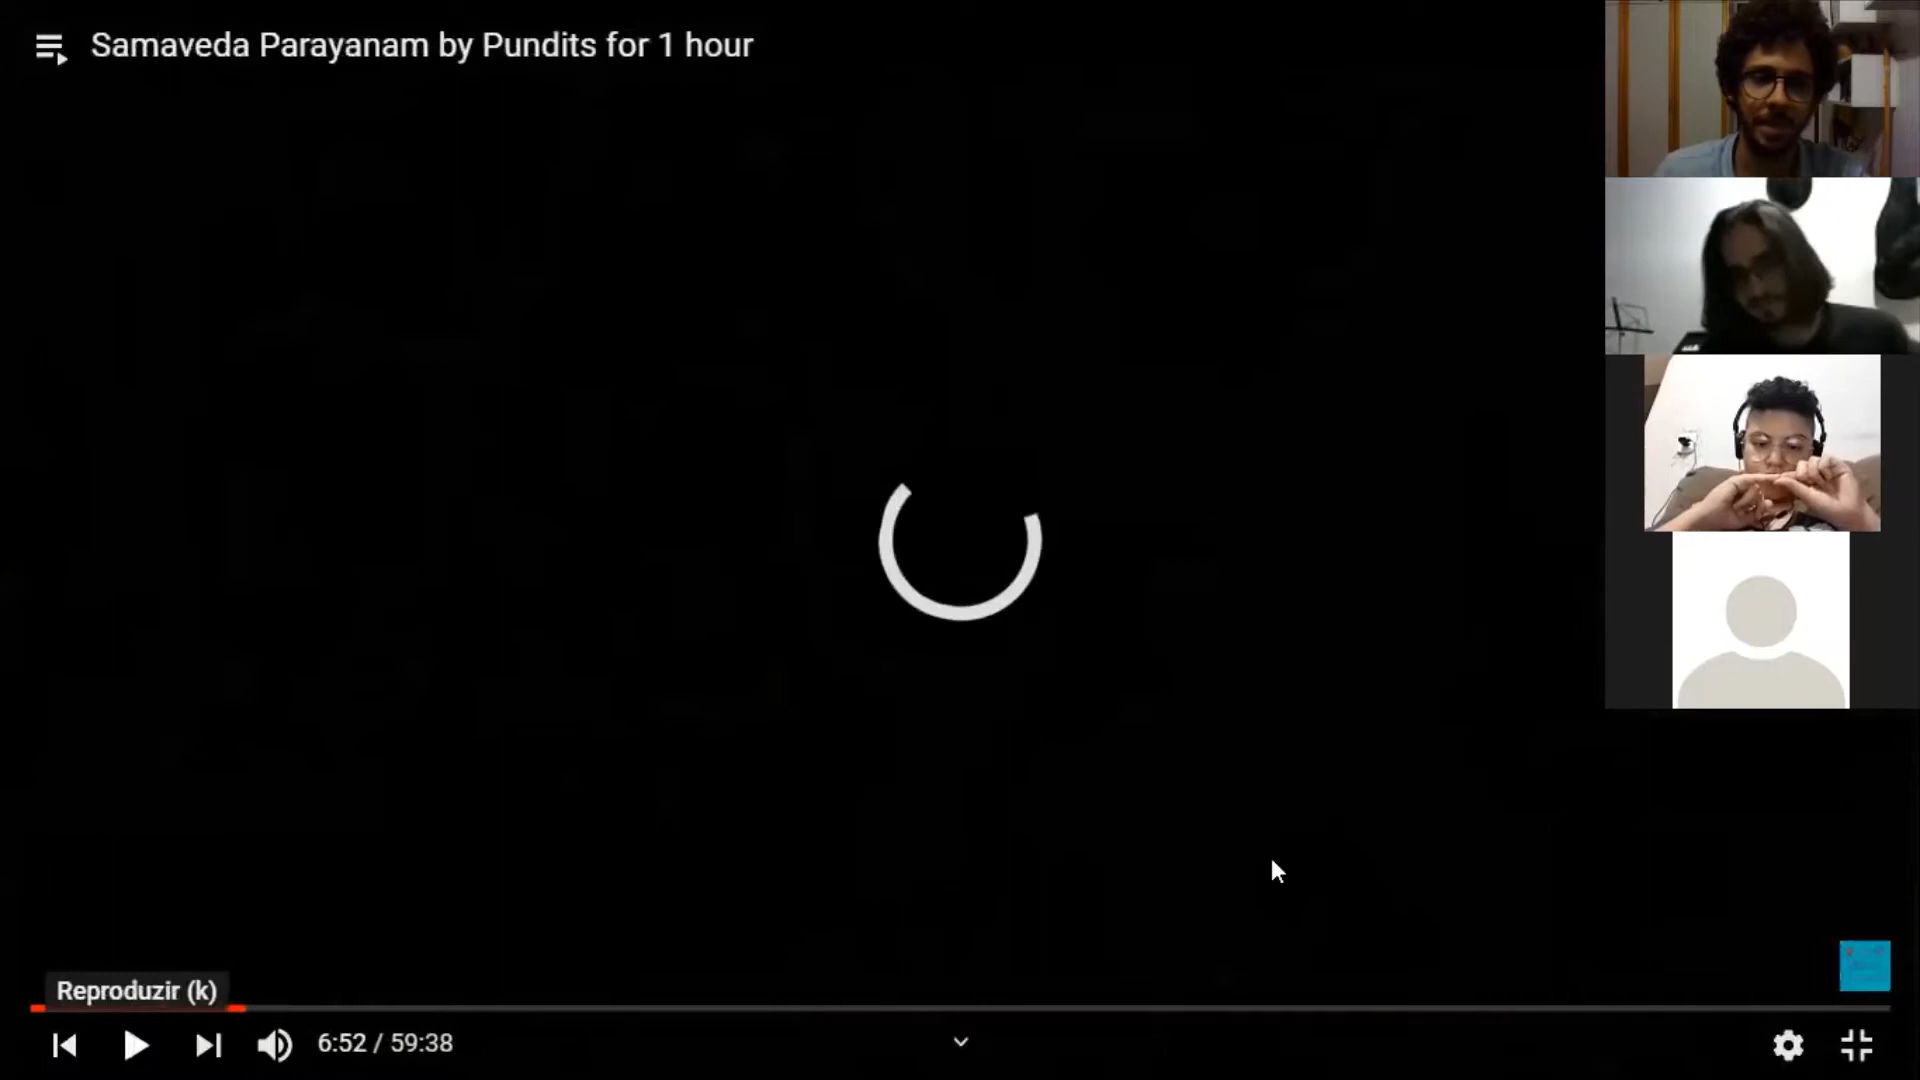 Samaveda Parayanam by Pundits for 1 hour
Reproduzir (k)
6:52 / 59:38